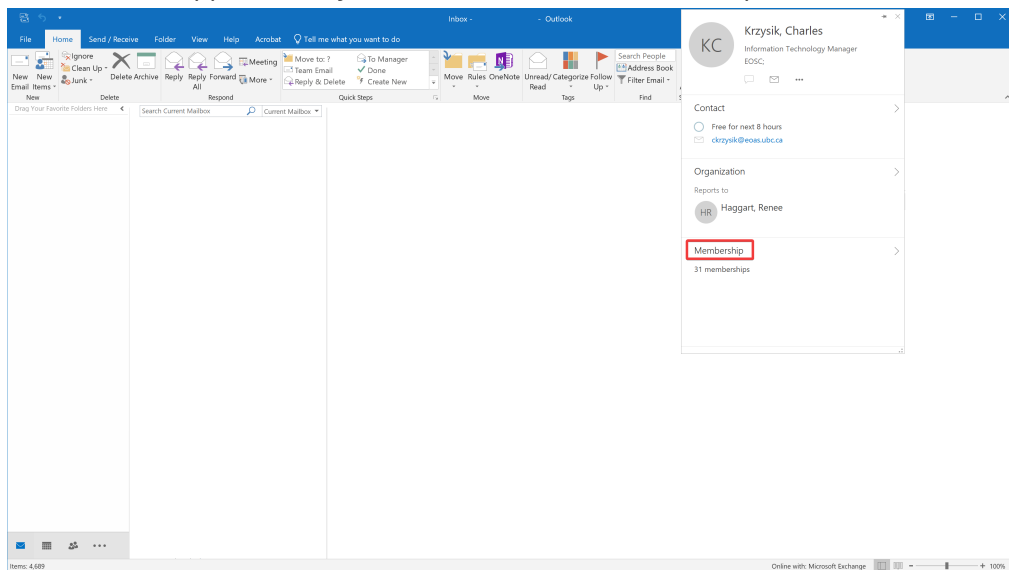 Inbox - - Outlook
File Home Send / Receive Folder View Help Acrobat Tell me what you want to do
New Email
New Items
Ignore
Clean Up
Junk
Delete
Archive
Reply
Reply All
Forward
Meeting
More
Move to: ?
Team Email
Reply & Delete
To Manager
Done
Create New
Move
Rules
OneNote
Unread/ Read
Categorize
Follow Up
Search People
Address Book
Filter Email
New Delete Respond Quick Steps Move Tags Find
Drag Your Favorite Folders Here
Search Current Mailbox Current Mailbox
KC
Krzysik, Charles
Information Technology Manager
EOSC;
Contact
Free for next 8 hours
ckrzysik@eoas.ubc.ca
Organization
Reports to
HR Haggart, Renee
Membership
31 memberships
Items: 4,689 Online with: Microsoft Exchange 100%